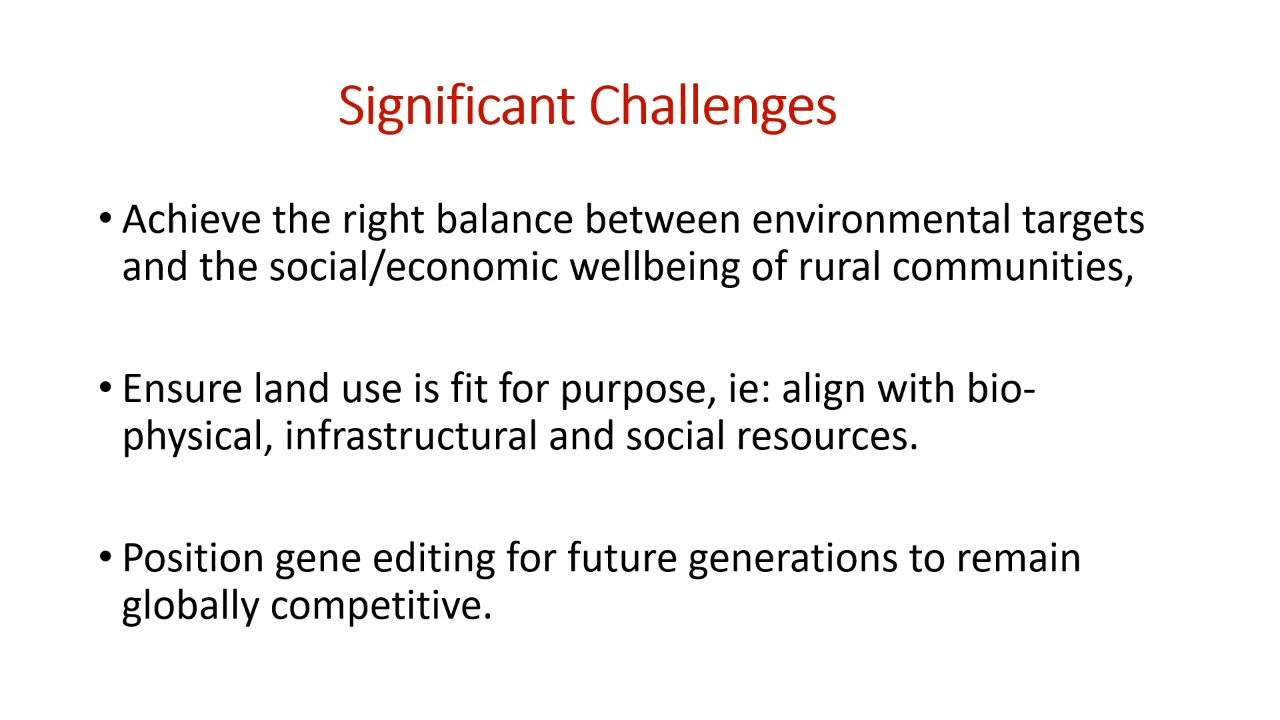 Significant Challenges
• Achieve the right balance between environmental targets
and the social/economic wellbeing of rural communities,
• Ensure land use is fit for purpose, ie: align with bio-
physical, infrastructural and social resources.
• Position gene editing for future generations to remain
globally competitive.